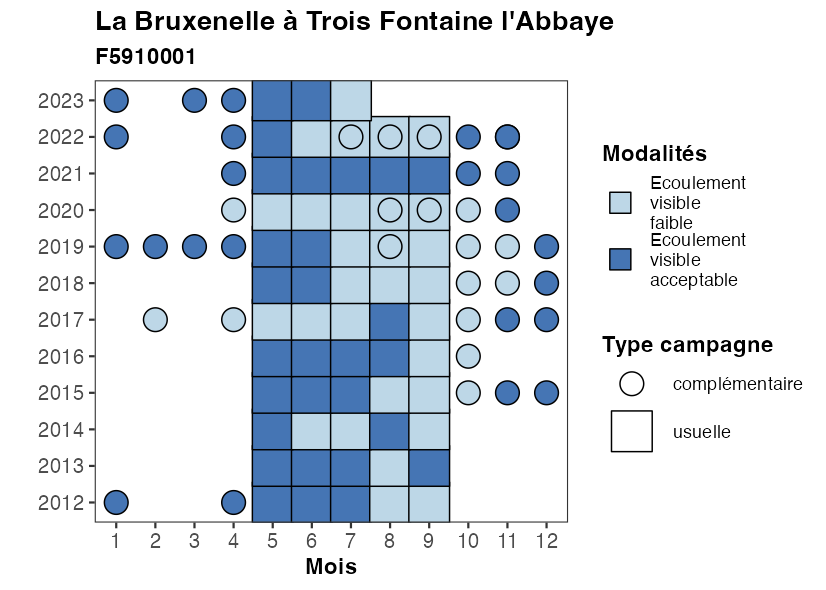 La Bruxenelle à Trois Fontaine l'Abbaye
F5910001
2023
2022
2021
2020
2019
2018
2017
2016
2015
2014
2013
2012
1 2 3 4 5 6 7 8 9 10 11 12
Mois
Modalités
Ecoulement
visible
faible
Ecoulement
visible
acceptable
Type campagne
complémentaire
usuelle